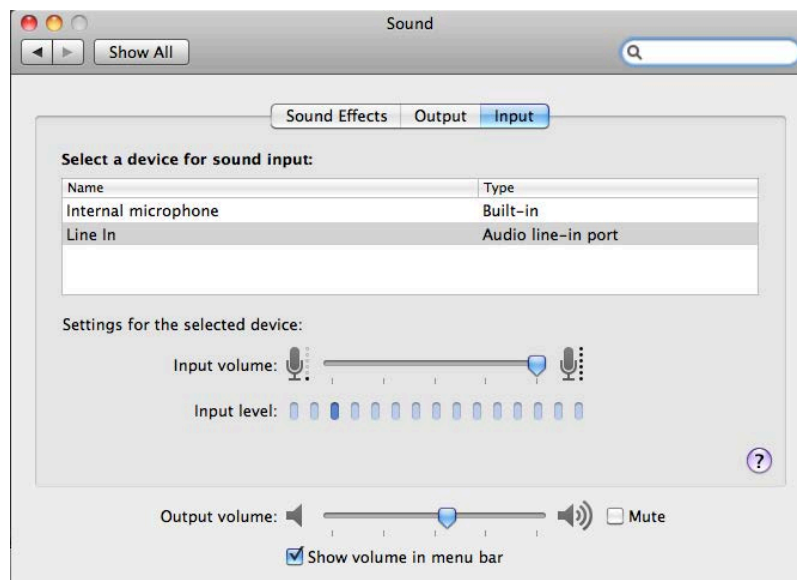 Sound
Show All
Sound Effects Output Input
Select a device for sound input:
Name Type
Internal microphone Built-in
Line In Audio line-in port
Settings for the selected device:
Input volume:
Input level:
?
Output volume: Mute
Show volume in menu bar